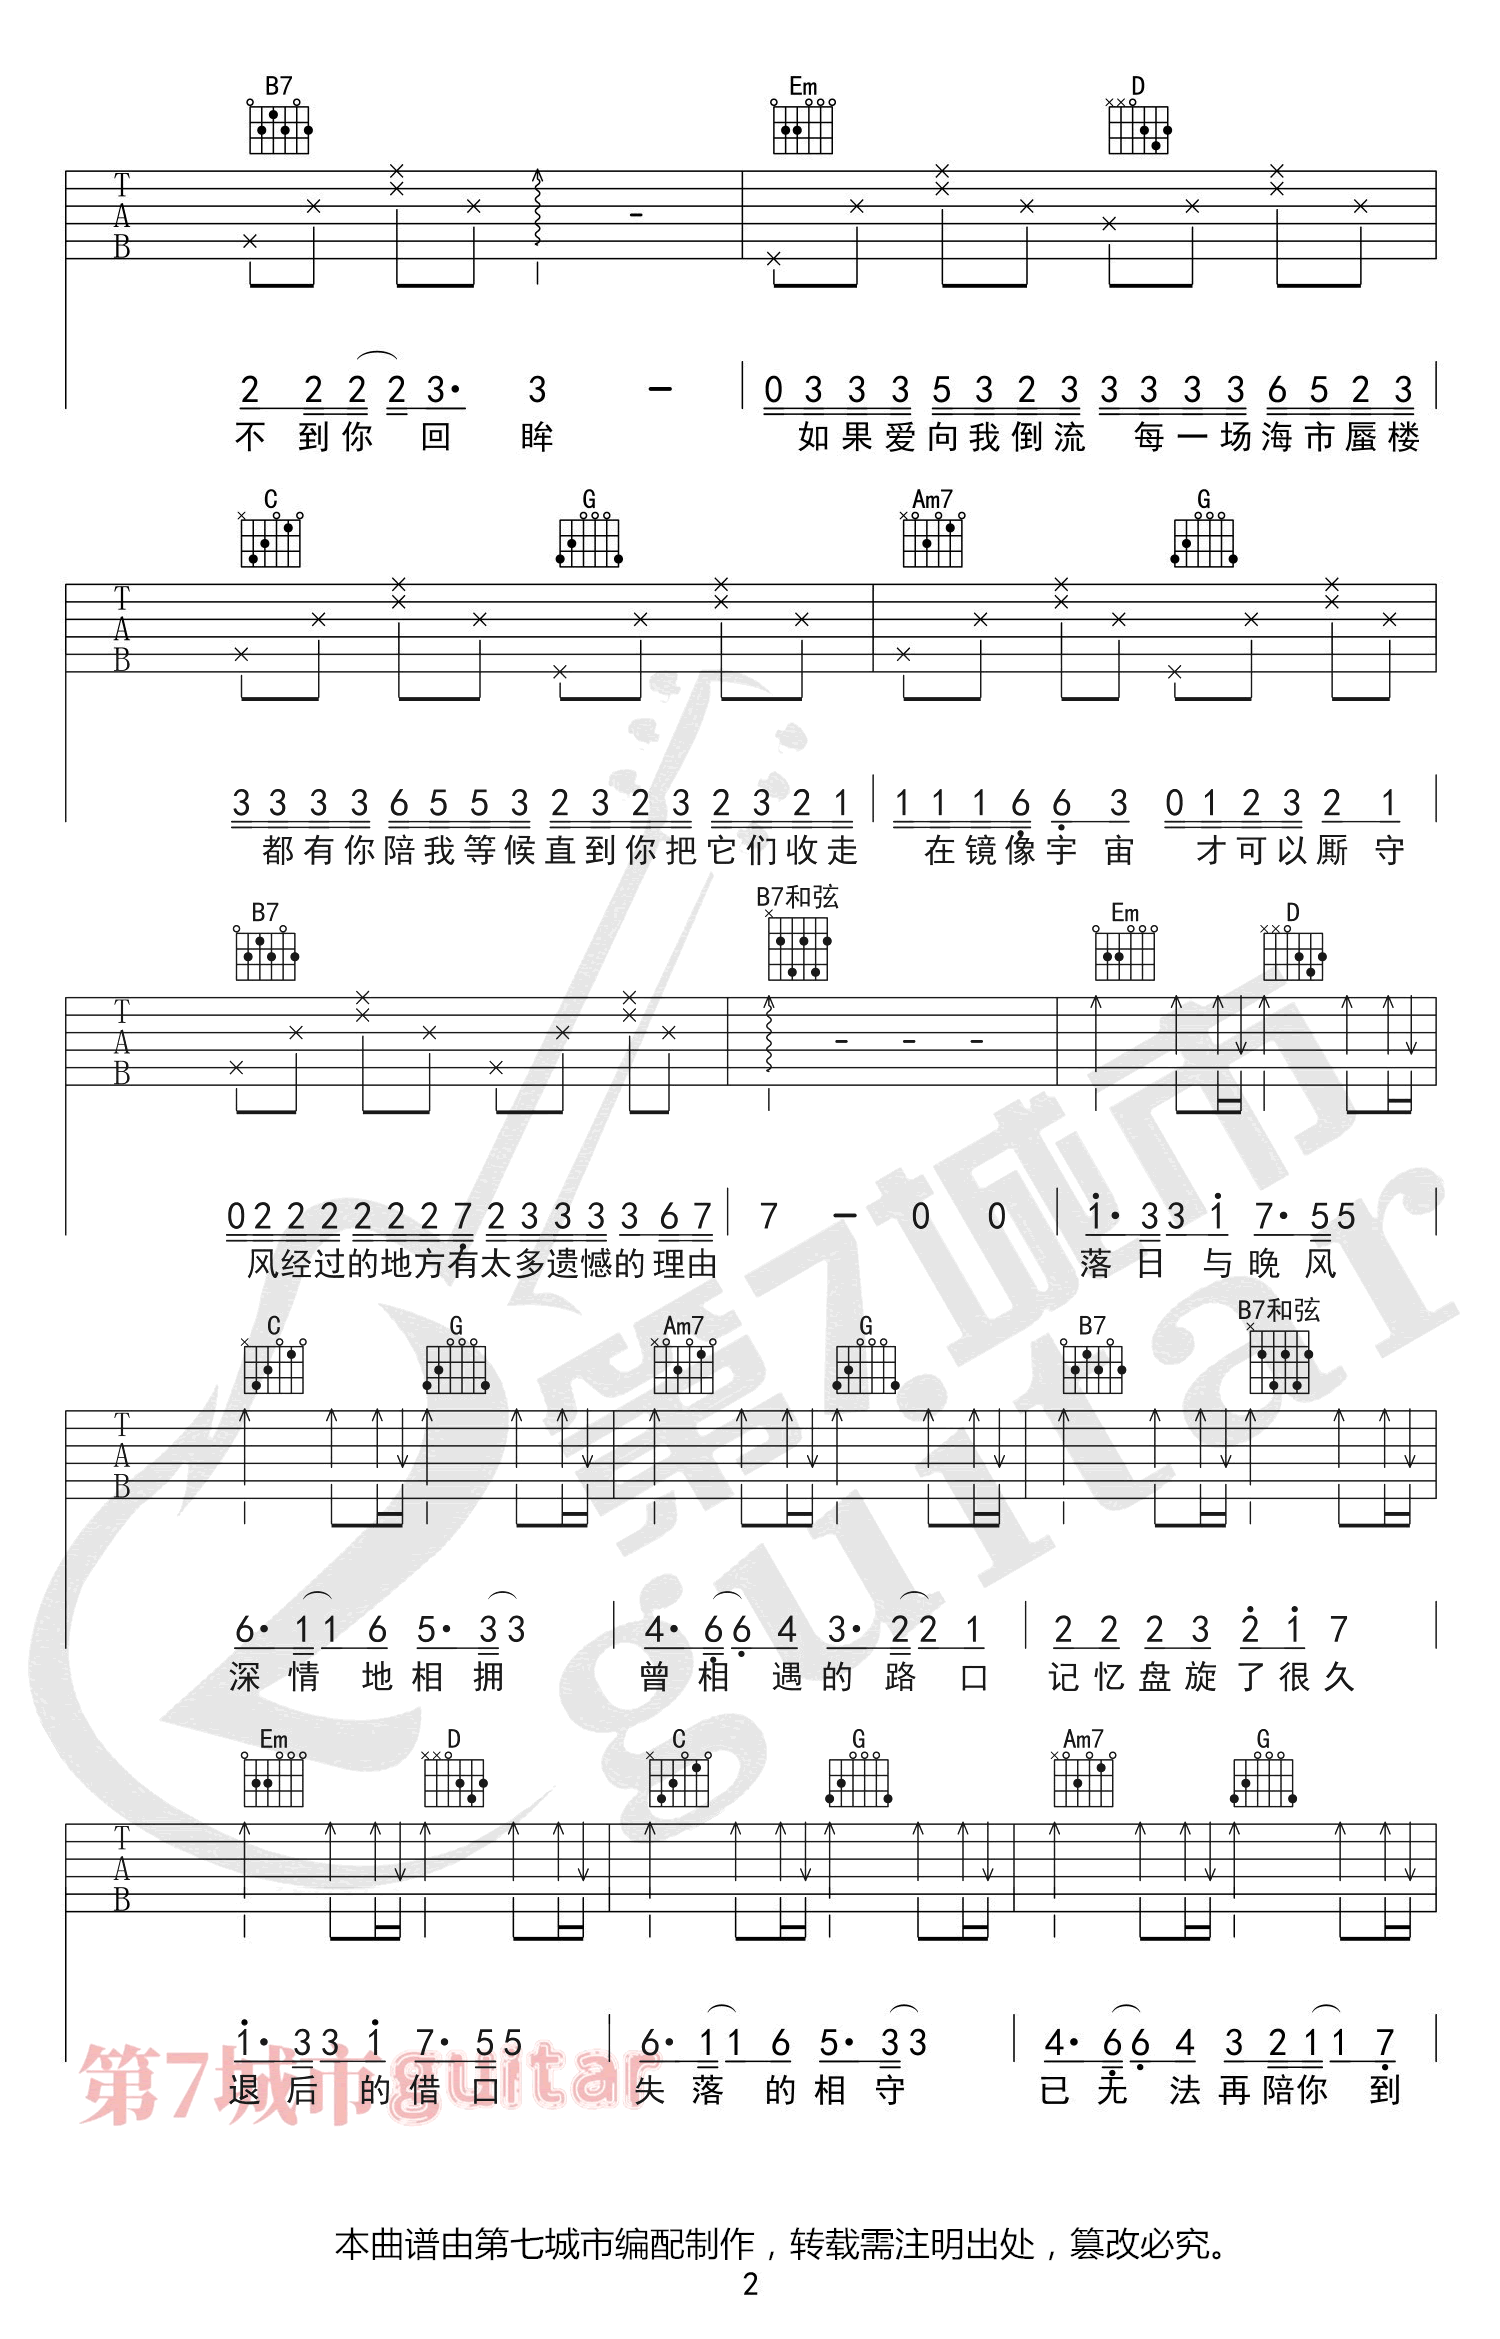 B7 Em D
T
A
B
2 2 2 2 3· 3 - 0 3 3 3 5 3 2 3 3 3 3 3 6 5 2 3
不 到 你 回 眸 如 果 爱 向 我 倒 流 每 一 场 海 市 蜃 楼
C G Am7 G
T
A
B
3 3 3 3 6 5 5 3 2 3 2 3 2 3 2 1 1 1 1 6 6 3 0 1 2 3 2 1
都 有 你 陪 我 等 候 直 到 你 把 它 们 收 走 在 镜 像 宇 宙 才 可 以 厮 守
B7 B7和弦 Em D
T
A
B
0 2 2 2 2 2 2 7 2 3 3 3 3 6 7 7 - 0 0 1· 3 3 1 7· 5 5
风 经 过 的 地 方 有 太 多 遗 憾 的 理 由 落 日 与 晚 风
C G Am7 G B7 B7和弦
T
A
B
6· 1 1 6 5· 3 3 4· 6 6 4 3· 2 2 1 2 2 2 3 2 1 7
深 情 地 相 拥 曾 相 遇 的 路 口 记 忆 盘 旋 了 很 久
Em D C G Am7 G
T
A
B
1· 3 3 1 7· 5 5 6· 1 1 6 5· 3 3 4· 6 6 4 3 2 1 1 7
退 后 的 借 口 失 落 的 相 守 已 无 法 再 陪 你 到
第7城市guitar
第7城市
guitar
本曲谱由第七城市编配制作，转载需注明出处，篡改必究。
2